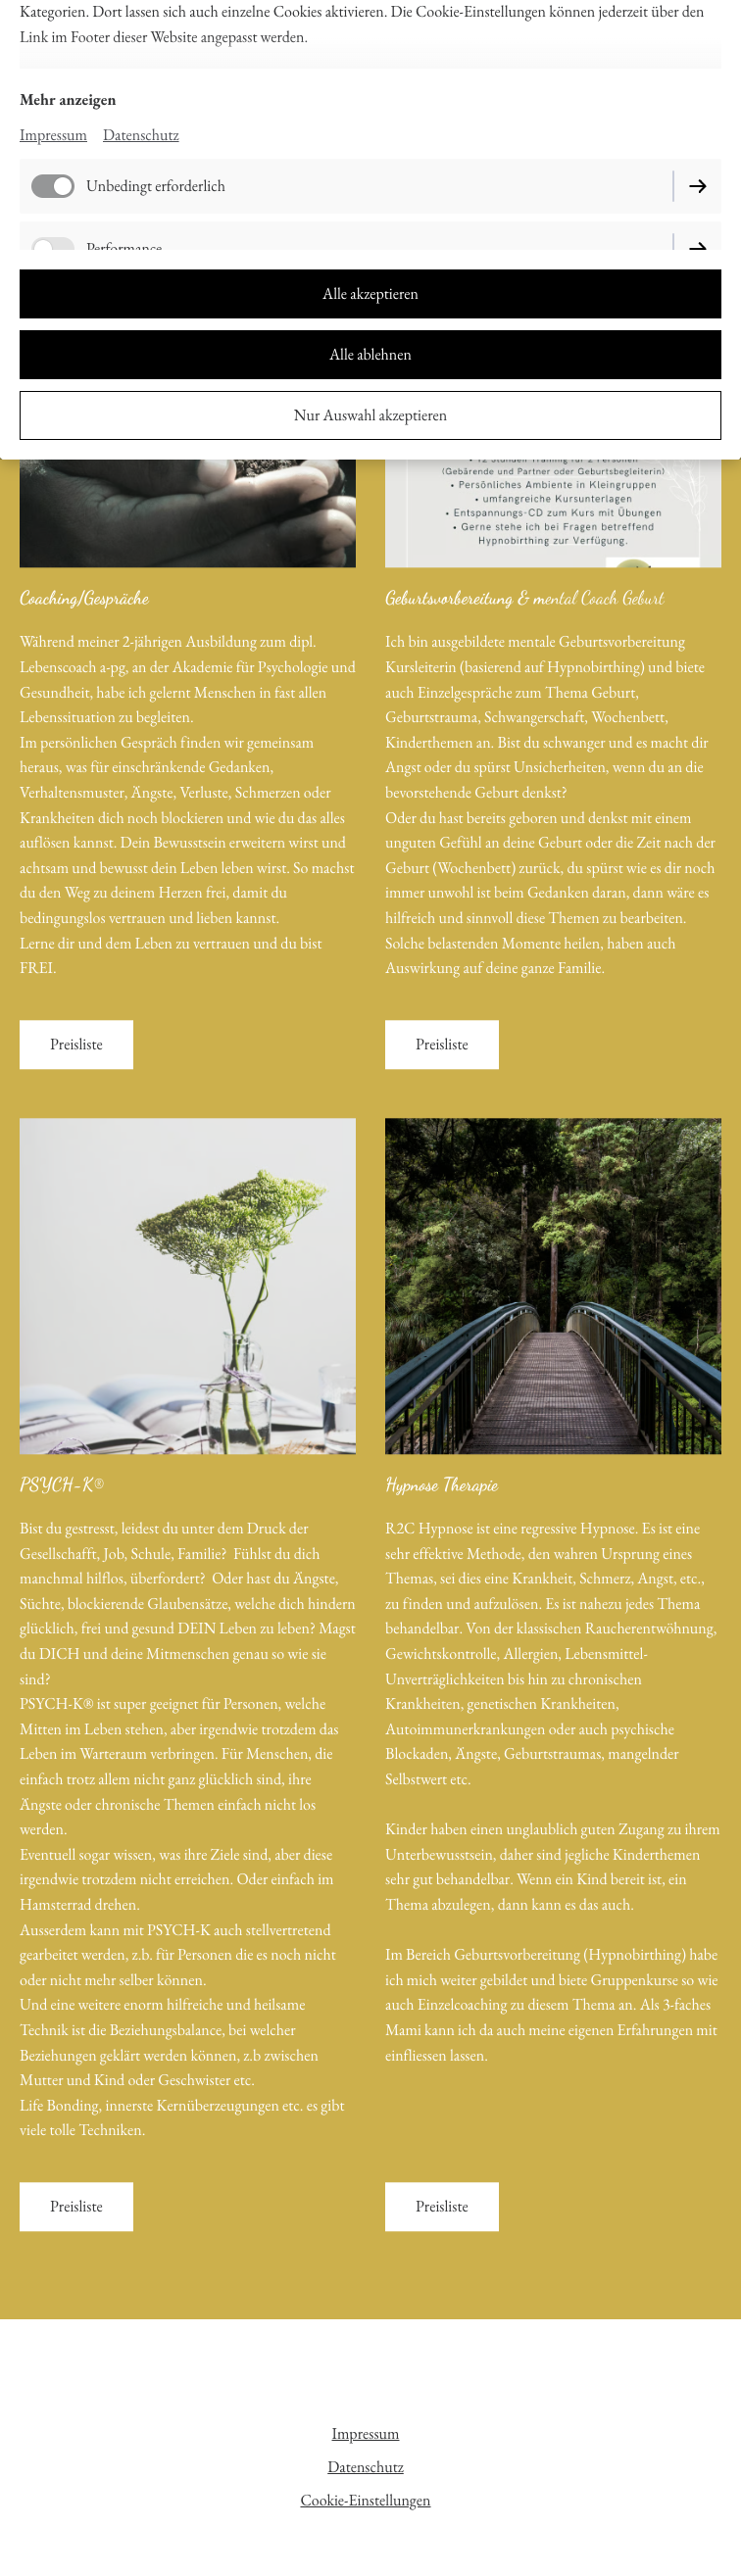 Kategorien. Dort lassen sich auch einzelne Cookies aktivieren. Die Cookie-Einstellungen können jederzeit über den
Link im Footer dieser Website angepasst werden.
Mehr anzeigen
Impressum Datenschutz
Unbedingt erforderlich
Performance
Alle akzeptieren
Alle ablehnen
Nur Auswahl akzeptieren
• 12 Stunden Training für 2 Personen
(Gebärende und Partner oder Geburtsbegleiterin)
• Persönliches Ambiente in Kleingruppen
• umfangreiche Kursunterlagen
• Entspannungs-CD zum Kurs mit Übungen
• Gerne stehe ich bei Fragen betreffend
Hypnobirthing zur Verfügung.
Coaching/Gespräche
Während meiner 2-jährigen Ausbildung zum dipl.
Lebenscoach a-pg, an der Akademie für Psychologie und
Gesundheit, habe ich gelernt Menschen in fast allen
Lebenssituation zu begleiten.
Im persönlichen Gespräch finden wir gemeinsam
heraus, was für einschränkende Gedanken,
Verhaltensmuster, Ängste, Verluste, Schmerzen oder
Krankheiten dich noch blockieren und wie du das alles
auflösen kannst. Dein Bewusstsein erweitern wirst und
achtsam und bewusst dein Leben leben wirst. So machst
du den Weg zu deinem Herzen frei, damit du
bedingungslos vertrauen und lieben kannst.
Lerne dir und dem Leben zu vertrauen und du bist
FREI.
Preisliste
Geburtsvorbereitung & mental Coach Geburt
Ich bin ausgebildete mentale Geburtsvorbereitung
Kursleiterin (basierend auf Hypnobirthing) und biete
auch Einzelgespräche zum Thema Geburt,
Geburtstrauma, Schwangerschaft, Wochenbett,
Kinderthemen an. Bist du schwanger und es macht dir
Angst oder du spürst Unsicherheiten, wenn du an die
bevorstehende Geburt denkst?
Oder du hast bereits geboren und denkst mit einem
unguten Gefühl an deine Geburt oder die Zeit nach der
Geburt (Wochenbett) zurück, du spürst wie es dir noch
immer unwohl ist beim Gedanken daran, dann wäre es
hilfreich und sinnvoll diese Themen zu bearbeiten.
Solche belastenden Momente heilen, haben auch
Auswirkung auf deine ganze Familie.
Preisliste
PSYCH-K®
Bist du gestresst, leidest du unter dem Druck der
Gesellschafft, Job, Schule, Familie? Fühlst du dich
manchmal hilflos, überfordert? Oder hast du Ängste,
Süchte, blockierende Glaubensätze, welche dich hindern
glücklich, frei und gesund DEIN Leben zu leben? Magst
du DICH und deine Mitmenschen genau so wie sie
sind?
PSYCH-K® ist super geeignet für Personen, welche
Mitten im Leben stehen, aber irgendwie trotzdem das
Leben im Warteraum verbringen. Für Menschen, die
einfach trotz allem nicht ganz glücklich sind, ihre
Ängste oder chronische Themen einfach nicht los
werden.
Eventuell sogar wissen, was ihre Ziele sind, aber diese
irgendwie trotzdem nicht erreichen. Oder einfach im
Hamsterrad drehen.
Ausserdem kann mit PSYCH-K auch stellvertretend
gearbeitet werden, z.b. für Personen die es noch nicht
oder nicht mehr selber können.
Und eine weitere enorm hilfreiche und heilsame
Technik ist die Beziehungsbalance, bei welcher
Beziehungen geklärt werden können, z.b zwischen
Mutter und Kind oder Geschwister etc.
Life Bonding, innerste Kernüberzeugungen etc. es gibt
viele tolle Techniken.
Preisliste
Hypnose Therapie
R2C Hypnose ist eine regressive Hypnose. Es ist eine
sehr effektive Methode, den wahren Ursprung eines
Themas, sei dies eine Krankheit, Schmerz, Angst, etc.,
zu finden und aufzulösen. Es ist nahezu jedes Thema
behandelbar. Von der klassischen Raucherentwöhnung,
Gewichtskontrolle, Allergien, Lebensmittel-
Unverträglichkeiten bis hin zu chronischen
Krankheiten, genetischen Krankheiten,
Autoimmunerkrankungen oder auch psychische
Blockaden, Ängste, Geburtstraumas, mangelnder
Selbstwert etc.
Kinder haben einen unglaublich guten Zugang zu ihrem
Unterbewusstsein, daher sind jegliche Kinderthemen
sehr gut behandelbar. Wenn ein Kind bereit ist, ein
Thema abzulegen, dann kann es das auch.
Im Bereich Geburtsvorbereitung (Hypnobirthing) habe
ich mich weiter gebildet und biete Gruppenkurse so wie
auch Einzelcoaching zu diesem Thema an. Als 3-faches
Mami kann ich da auch meine eigenen Erfahrungen mit
einfliessen lassen.
Preisliste
Impressum
Datenschutz
Cookie-Einstellungen